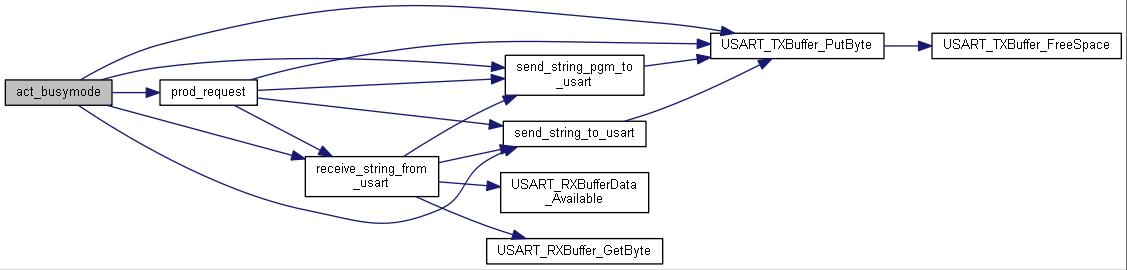 act_busymode
prod_request
receive_string_from
_usart
send_string_pgm_to
_usart
send_string_to_usart
USART_RXBufferData
_Available
USART_RXBuffer_GetByte
USART_TXBuffer_PutByte
USART_TXBuffer_FreeSpace